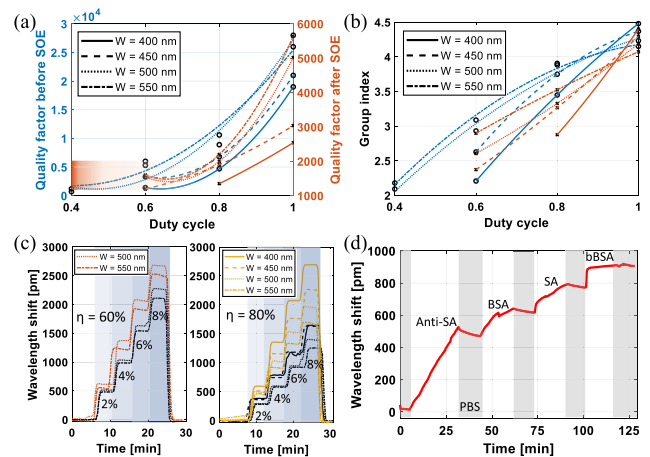 (a)
×10⁴
3
2.5
2
1.5
1
0.5
0
Quality factor before SOE
W = 400 nm
W = 450 nm
W = 500 nm
W = 550 nm
6000
5000
4000
3000
2000
1000
Quality factor after SOE
0.4 0.6 0.8 1
Duty cycle
(b)
4.5
4
3.5
3
2.5
2
Group index
W = 400 nm
W = 450 nm
W = 500 nm
W = 550 nm
0.4 0.6 0.8 1
Duty cycle
(c)
3000
2500
2000
1500
1000
500
0
Wavelength shift [pm]
W = 500 nm
W = 550 nm
η = 60%
8%
6%
4%
2%
0 10 20 30
Time [min]
3000
2500
2000
1500
1000
500
0
W = 400 nm
W = 450 nm
W = 500 nm
W = 550 nm
η = 80%
8%
6%
4%
2%
0 10 20 30
Time [min]
(d)
1000
800
600
400
200
0
Wavelength shift [pm]
bBSA
SA
BSA
Anti-SA
PBS
0 25 50 75 100 125
Time [min]